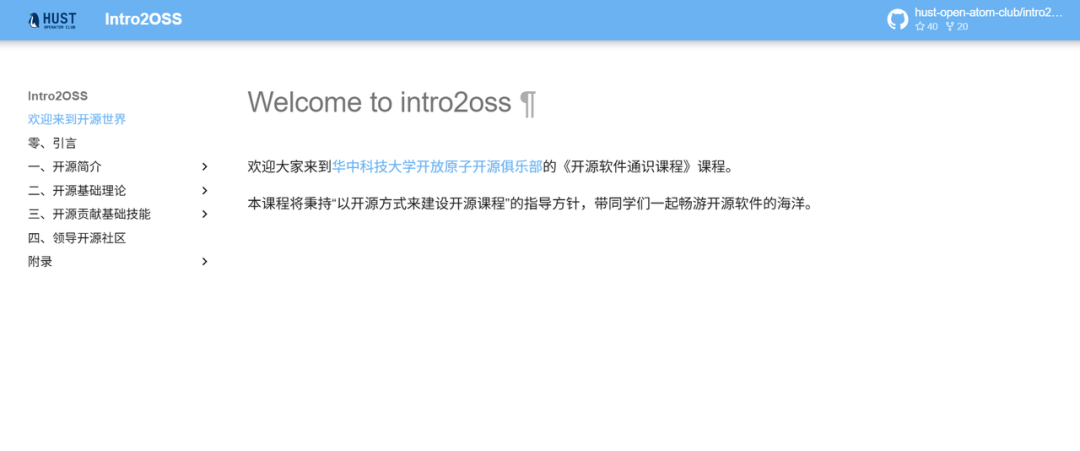 HUST
OPENATOM CLUB
Intro2OSS
hust-open-atom-club/intro2...
40 20
Intro2OSS
欢迎来到开源世界
零、引言
一、开源简介
二、开源基础理论
三、开源贡献基础技能
四、领导开源社区
附录
Welcome to intro2oss ¶
欢迎大家来到华中科技大学开放原子开源俱乐部的《开源软件通识课程》课程。
本课程将秉持“以开源方式来建设开源课程”的指导方针，带同学们一起畅游开源软件的海洋。